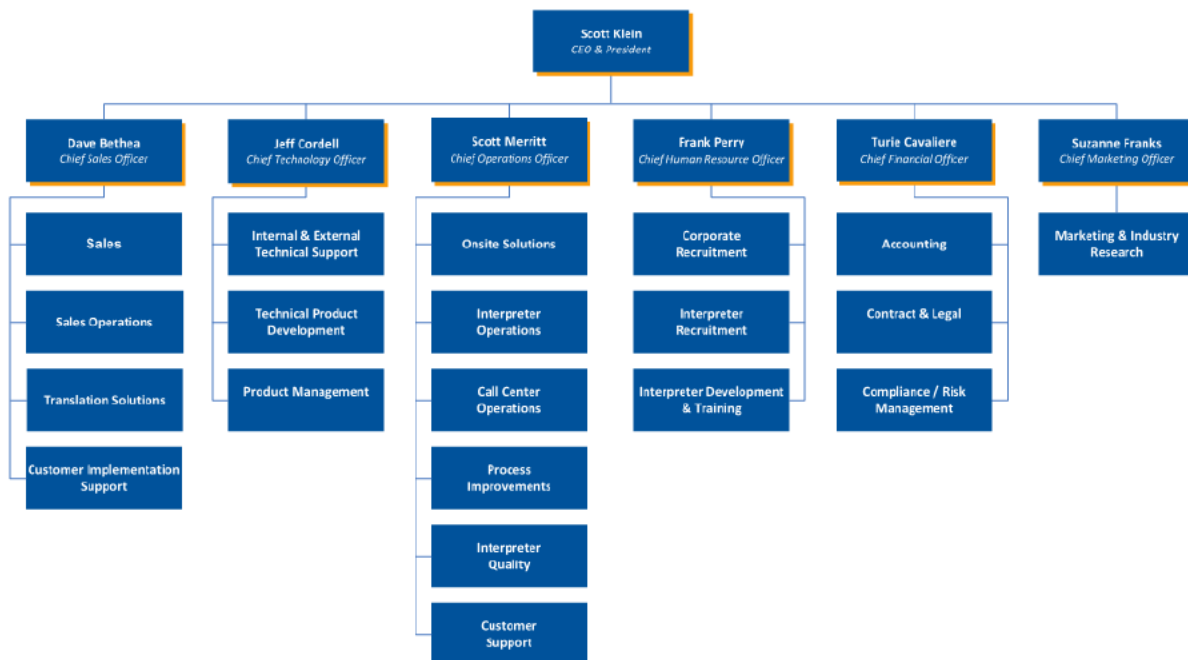 Scott Klein
CEO & President
Dave Bethea
Chief Sales Officer
Jeff Cordell
Chief Technology Officer
Scott Merritt
Chief Operations Officer
Frank Perry
Chief Human Resource Officer
Turie Cavaliere
Chief Financial Officer
Suzanne Franks
Chief Marketing Officer
Sales
Sales Operations
Translation Solutions
Customer Implementation
Support
Internal & External
Technical Support
Technical Product
Development
Product Management
Onsite Solutions
Interpreter
Operations
Call Center
Operations
Process
Improvements
Interpreter
Quality
Customer
Support
Corporate
Recruitment
Interpreter
Recruitment
Interpreter Development
& Training
Accounting
Contract & Legal
Compliance / Risk
Management
Marketing & Industry
Research